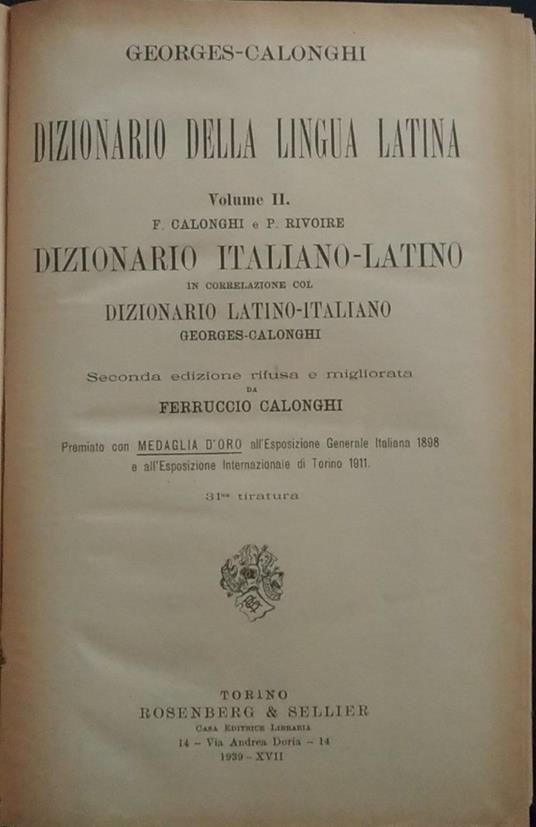 GEORGES-CALONGHI
DIZIONARIO DELLA LINGUA LATINA
Volume II.
F. CALONGHI e P. RIVOIRE
DIZIONARIO ITALIANO-LATINO
IN CORRELAZIONE COL
DIZIONARIO LATINO-ITALIANO
GEORGES-CALONGHI
Seconda edizione rifusa e migliorata
DA
FERRUCCIO CALONGHI
Premiato con MEDAGLIA D'ORO all'Esposizione Generale Italiana 1898
e all'Esposizione Internazionale di Torino 1911.
31ma tiratura
TORINO
ROSENBERG & SELLIER
CASA EDITRICE LIBRARIA
14 - Via Andrea Doria - 14
1939 - XVII